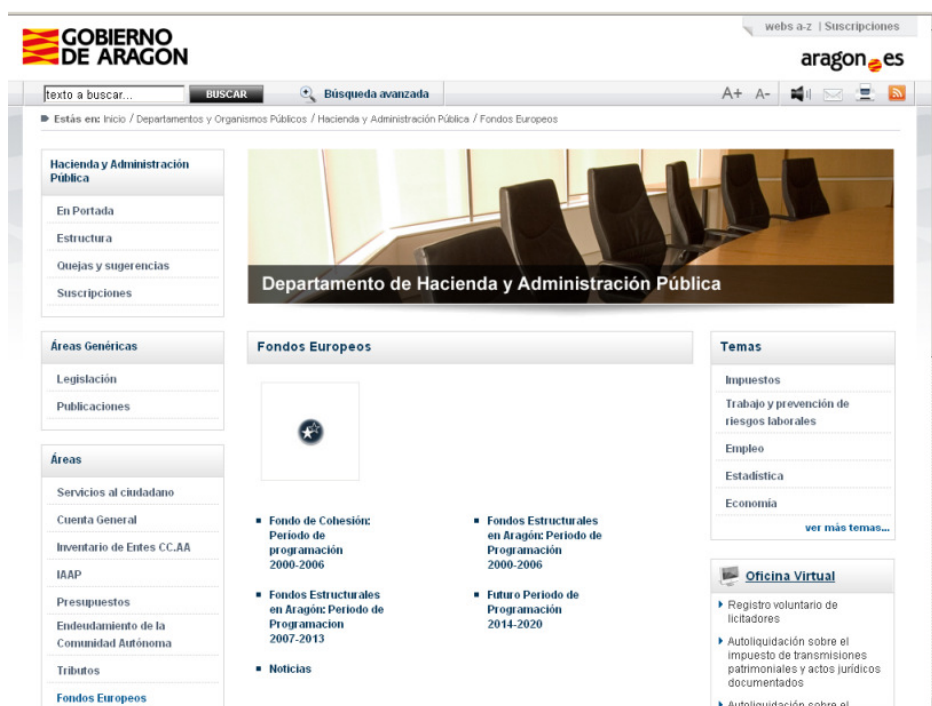 webs a-z | Suscripciones
GOBIERNO
DE ARAGON
aragon es
texto a buscar...
BUSCAR
Búsqueda avanzada
A+ A-
Estás en: Inicio / Departamentos y Organismos Públicos / Hacienda y Administración Pública / Fondos Europeos
Hacienda y Administración
Pública
En Portada
Estructura
Quejas y sugerencias
Suscripciones
Departamento de Hacienda y Administración Pública
Áreas Genéricas
Legislación
Publicaciones
Áreas
Servicios al ciudadano
Cuenta General
Inventario de Entes CC.AA
IAAP
Presupuestos
Endeudamiento de la
Comunidad Autónoma
Tributos
Fondos Europeos
Fondos Europeos
Fondo de Cohesión:
Periodo de
programación
2000-2006
Fondos Estructurales
en Aragón: Periodo de
Programación
2000-2006
Fondos Estructurales
en Aragón: Periodo de
Programacion
2007-2013
Futuro Periodo de
Programación
2014-2020
Noticias
Temas
Impuestos
Trabajo y prevención de
riesgos laborales
Empleo
Estadística
Economía
ver más temas...
Oficina Virtual
Registro voluntario de
licitadores
Autoliquidación sobre el
impuesto de transmisiones
patrimoniales y actos jurídicos
documentados
Autoliquidación sobre el